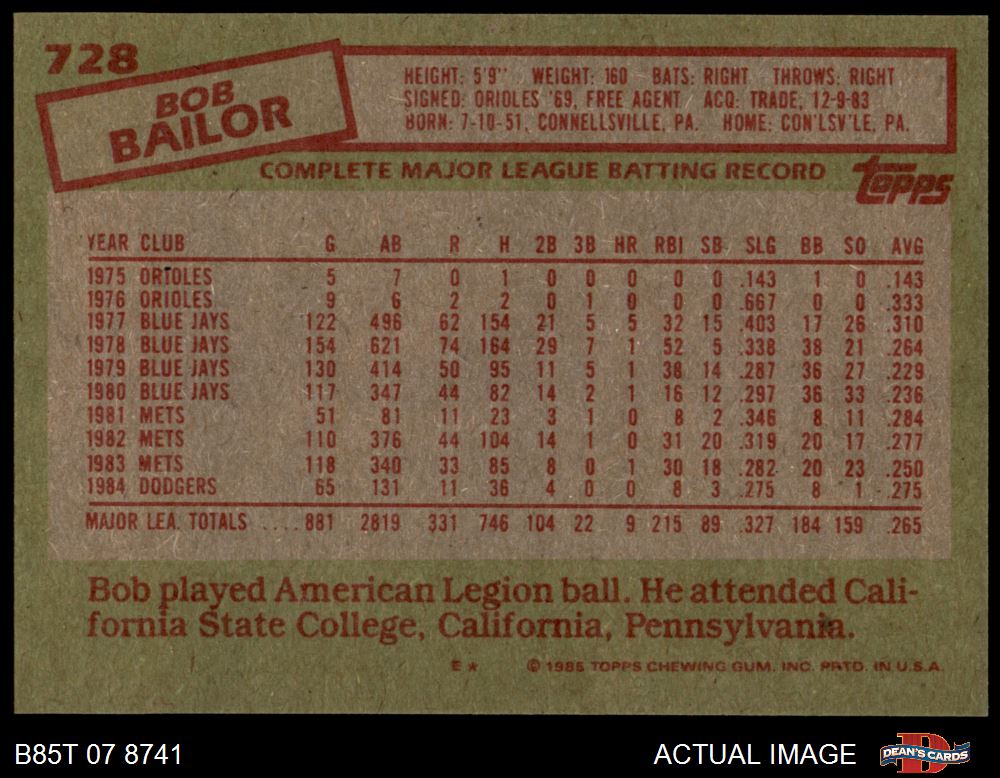 728
BOB
BAILOR
HEIGHT: 5'9" WEIGHT: 160 BATS: RIGHT THROWS: RIGHT
SIGNED: ORIOLES '69, FREE AGENT ACQ: TRADE, 12-9-83
BORN: 7-10-51, CONNELLSVILLE, PA. HOME: CON'LSV'LE, PA.
COMPLETE MAJOR LEAGUE BATTING RECORD
topps
YEAR CLUB G AB R H 2B 3B HR RBI SB SLG BB SO AVG
1975 ORIOLES 5 7 0 1 0 0 0 0 0 .143 1 0 .143
1976 ORIOLES 9 6 2 2 0 1 0 0 0 .667 0 0 .333
1977 BLUE JAYS 122 496 62 154 21 5 5 32 15 .403 17 26 .310
1978 BLUE JAYS 154 621 74 164 29 7 1 52 5 .338 38 21 .264
1979 BLUE JAYS 130 414 50 95 11 5 1 38 14 .287 36 27 .229
1980 BLUE JAYS 117 347 44 82 14 2 1 16 12 .297 36 33 .236
1981 METS 51 81 11 23 3 1 0 8 2 .346 8 11 .284
1982 METS 110 376 44 104 14 1 0 31 20 .319 20 17 .277
1983 METS 118 340 33 85 8 0 1 30 18 .282 20 23 .250
1984 DODGERS 65 131 11 36 4 0 0 8 3 .275 8 1 .275
MAJOR LEA. TOTALS ....881 2819 331 746 104 22 9 215 89 .327 184 159 .265
Bob played American Legion ball. He attended Cali-
fornia State College, California, Pennsylvania.
E* © 1985 TOPPS CHEWING GUM, INC. PRTD. IN U.S.A.
B85T 07 8741 ACTUAL IMAGE DEAN'S CARDS